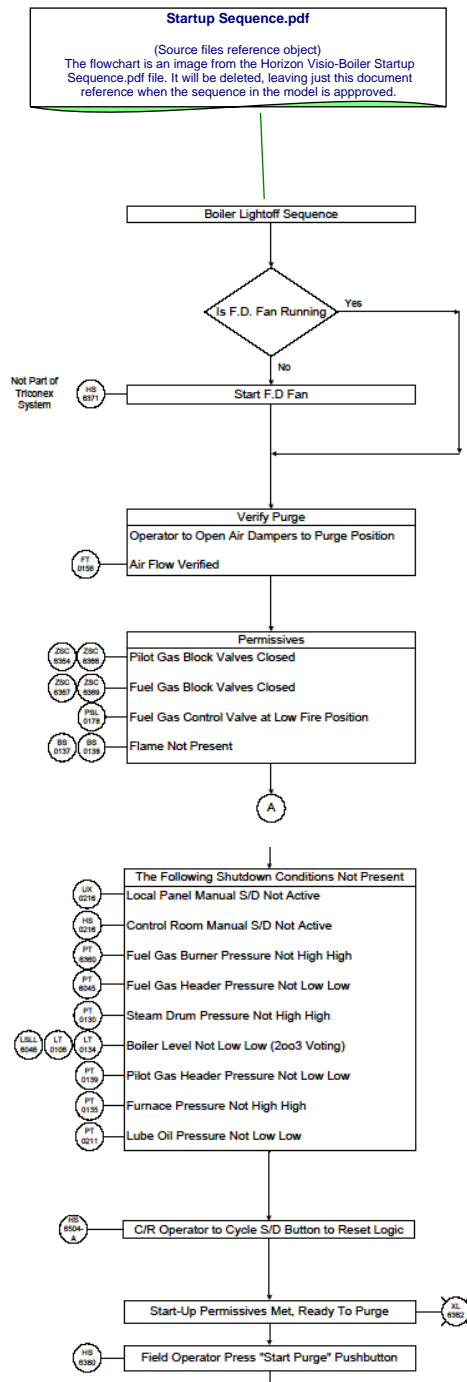 Startup Sequence.pdf
(Source files reference object)
The flowchart is an image from the Horizon Visio-Boiler Startup
Sequence.pdf file. It will be deleted, leaving just this document
reference when the sequence in the model is appproved.
Boiler Lightoff Sequence
Is F.D. Fan Running
Yes
No
Not Part of
Triconex
System
HS
6371
Start F.D Fan
Verify Purge
Operator to Open Air Dampers to Purge Position
FT
0156
Air Flow Verified
Permissives
ZSC
6364
ZSC
6366
Pilot Gas Block Valves Closed
ZSC
6367
ZSC
6369
Fuel Gas Block Valves Closed
PSL
0178
Fuel Gas Control Valve at Low Fire Position
BS
0137
BS
0138
Flame Not Present
A
The Following Shutdown Conditions Not Present
UX
0216
Local Panel Manual S/D Not Active
HS
0216
Control Room Manual S/D Not Active
PT
6360
Fuel Gas Burner Pressure Not High High
PT
6045
Fuel Gas Header Pressure Not Low Low
PT
0130
Steam Drum Pressure Not High High
LSLL
6046
LT
0106
LT
0134
Boiler Level Not Low Low (2oo3 Voting)
PT
0139
Pilot Gas Header Pressure Not Low Low
PT
0135
Furnace Pressure Not High High
PT
0211
Lube Oil Pressure Not Low Low
HS
6504-
A
C/R Operator to Cycle S/D Button to Reset Logic
Start-Up Permissives Met, Ready To Purge
XL
6382
HS
6380
Field Operator Press "Start Purge" Pushbutton